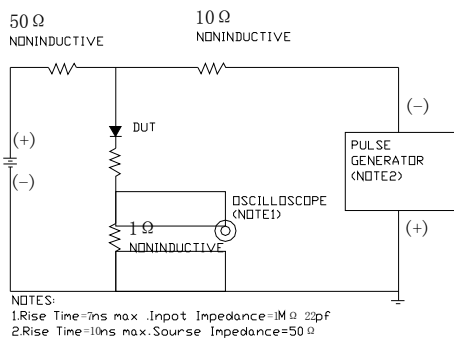 50 Ω
NONINDUCTIVE
10 Ω
NONINDUCTIVE
(+)
(-)
DUT
1 Ω
NONINDUCTIVE
OSCILLOSCOPE
(NOTE1)
(-)
PULSE
GENERATOR
(NOTE2)
(+)
NOTES:
1.Rise Time=7ns max .Inpot Impedance=1M Ω 22pf
2.Rise Time=10ns max.Sourse Impedance=50 Ω